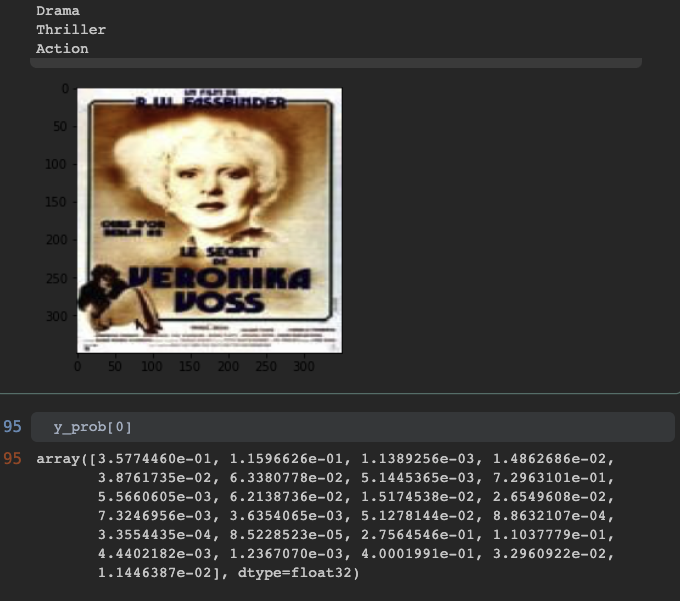 Drama
Thriller
Action
0
50
100
150
200
250
300
UN FILM DE
R.W. FASSBINDER
OURS D'OR
BERLIN 82
LE SECRET
DE
VERONIKA
VOSS
0 50 100 150 200 250 300
95 y_prob[0]
95 array([3.5774460e-01, 1.1596626e-01, 1.1389256e-03, 1.4862686e-02,
3.8761735e-02, 6.3380778e-02, 5.1445365e-03, 7.2963101e-01,
5.5660605e-03, 6.2138736e-02, 1.5174538e-02, 2.6549608e-02,
7.3246956e-03, 3.6354065e-03, 5.1278144e-02, 8.8632107e-04,
3.3554435e-04, 8.5228523e-05, 2.7564546e-01, 1.1037779e-01,
4.4402182e-03, 1.2367070e-03, 4.0001991e-01, 3.2960922e-02,
1.1446387e-02], dtype=float32)